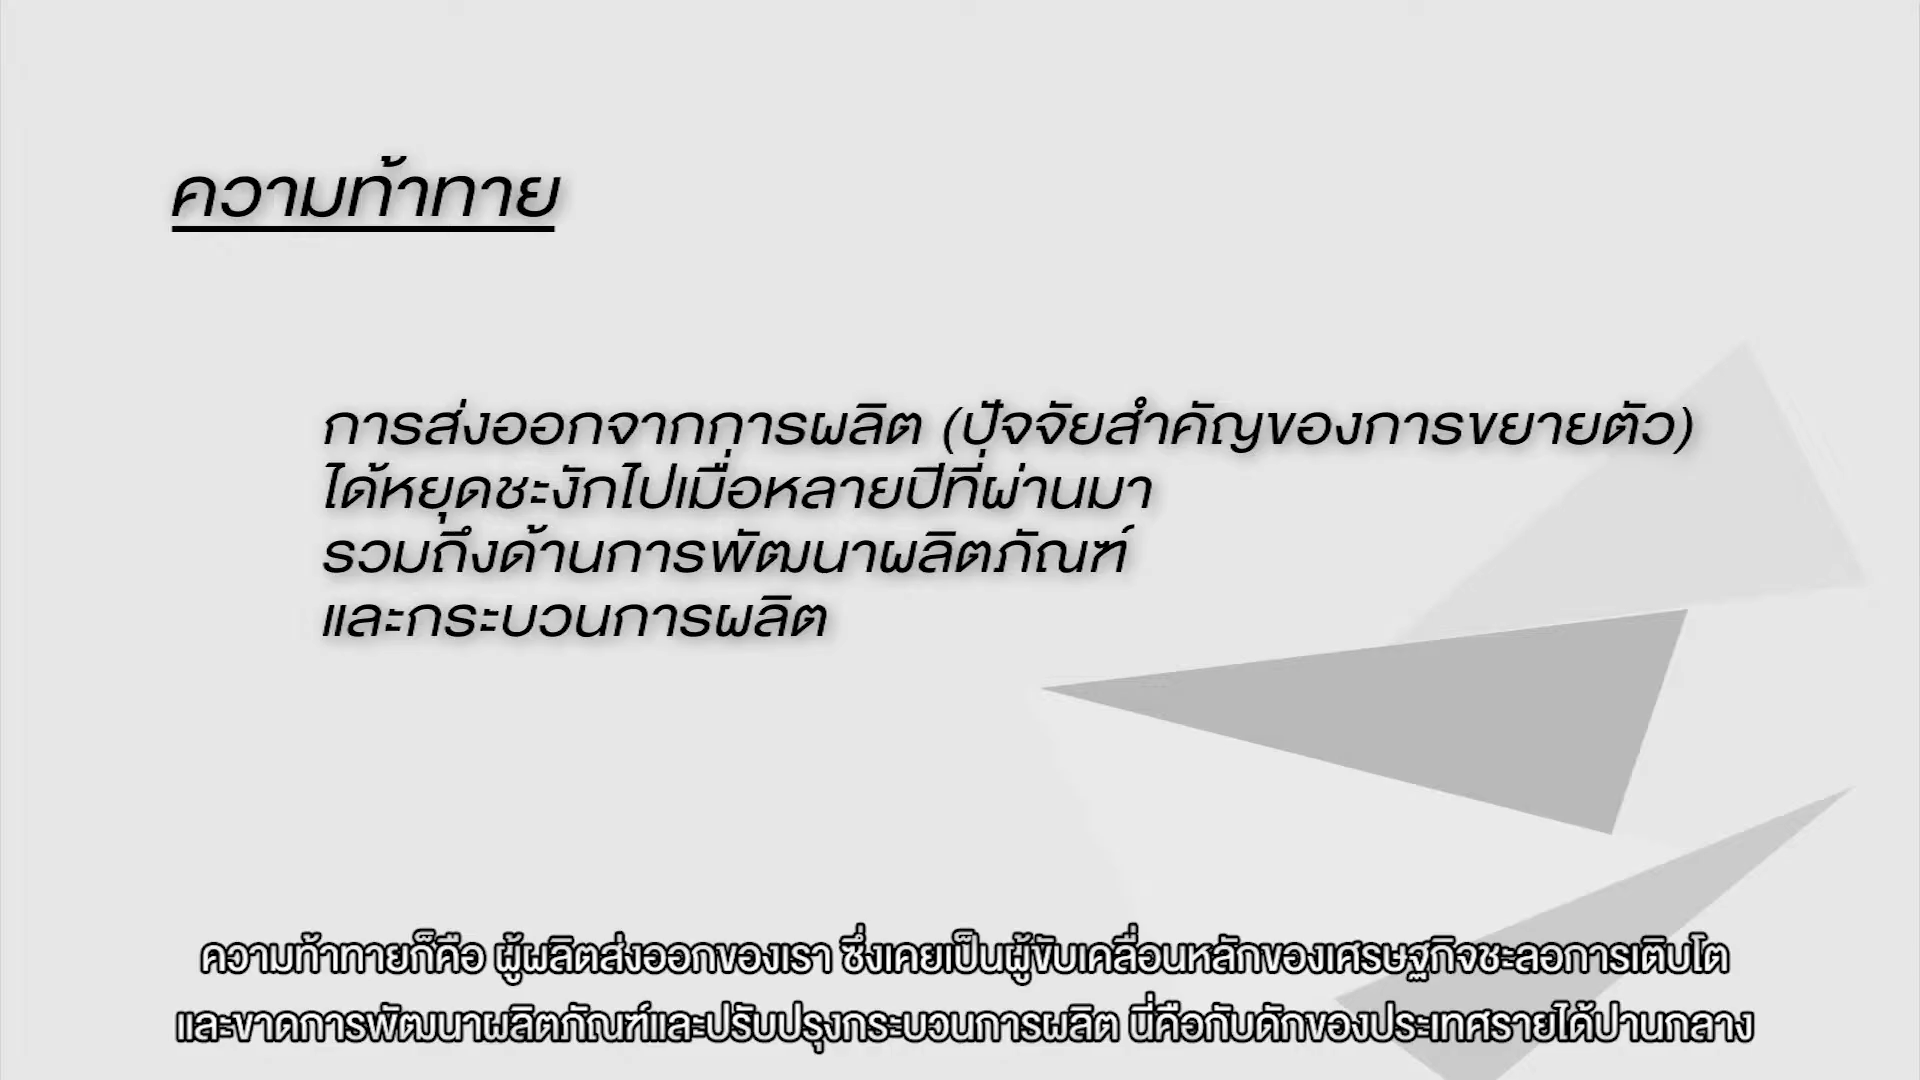 ความท้าทาย
การส่งออกจากการผลิต (ปัจจัยสำคัญของการขยายตัว)
ได้หยุดชะงักไปเมื่อหลายปีที่ผ่านมา
รวมถึงด้านการพัฒนาผลิตภัณฑ์
และกระบวนการผลิต
ความท้าทายก็คือ ผู้ผลิตส่งออกของเรา ซึ่งเคยเป็นผู้ขับเคลื่อนหลักของเศรษฐกิจชะลอการเติบโต
และขาดการพัฒนาผลิตภัณฑ์และปรับปรุงกระบวนการผลิต นี่คือกับดักของประเทศรายได้ปานกลาง